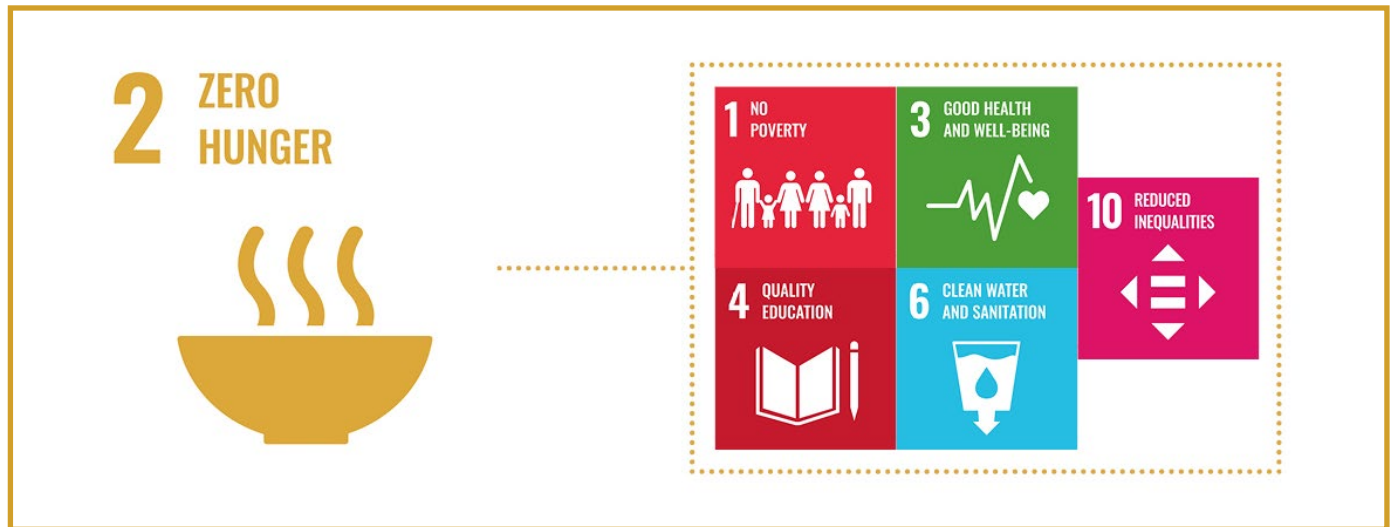 2 ZERO
HUNGER
1 NO
POVERTY
3 GOOD HEALTH
AND WELL-BEING
4 QUALITY
EDUCATION
6 CLEAN WATER
AND SANITATION
10 REDUCED
INEQUALITIES